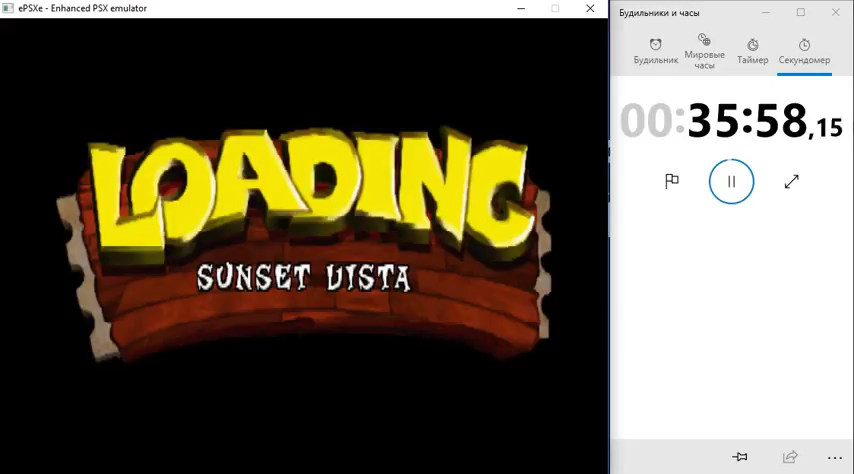 ePSXe - Enhanced PSX emulator
LOADING
SUNSET VISTA
Будильники и часы
Будильник
Мировые
часы
Таймер
Секундомер
00:35:58,15